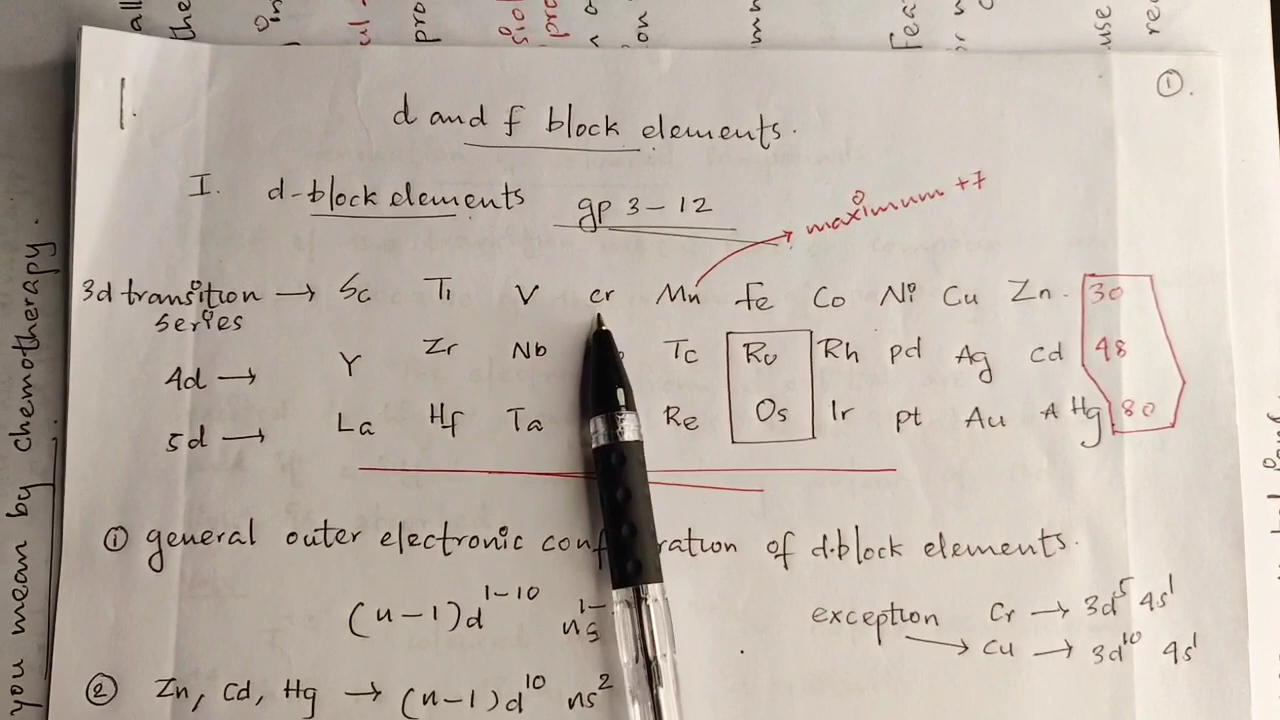 ①.
1.
d and f block elements.
I. d-block elements gp 3-12
maximum +7
3d transition series → Sc Ti V cr Mn Fe Co Ni Cu Zn. 30
4d → Y Zr Nb Tc Ru Rh pd Ag Cd 48
5d → La Hf Ta Re Os Ir pt Au A Hg 80
① general outer electronic conf ration of d.block elements.
(n-1)d¹⁻¹⁰ ns¹⁻
exception Cr → 3d⁵ 4s¹
→ Cu → 3d¹⁰ 4s¹
② Zn, Cd, Hg → (n-1)d¹⁰ ns²
you mean by chemotherapy.